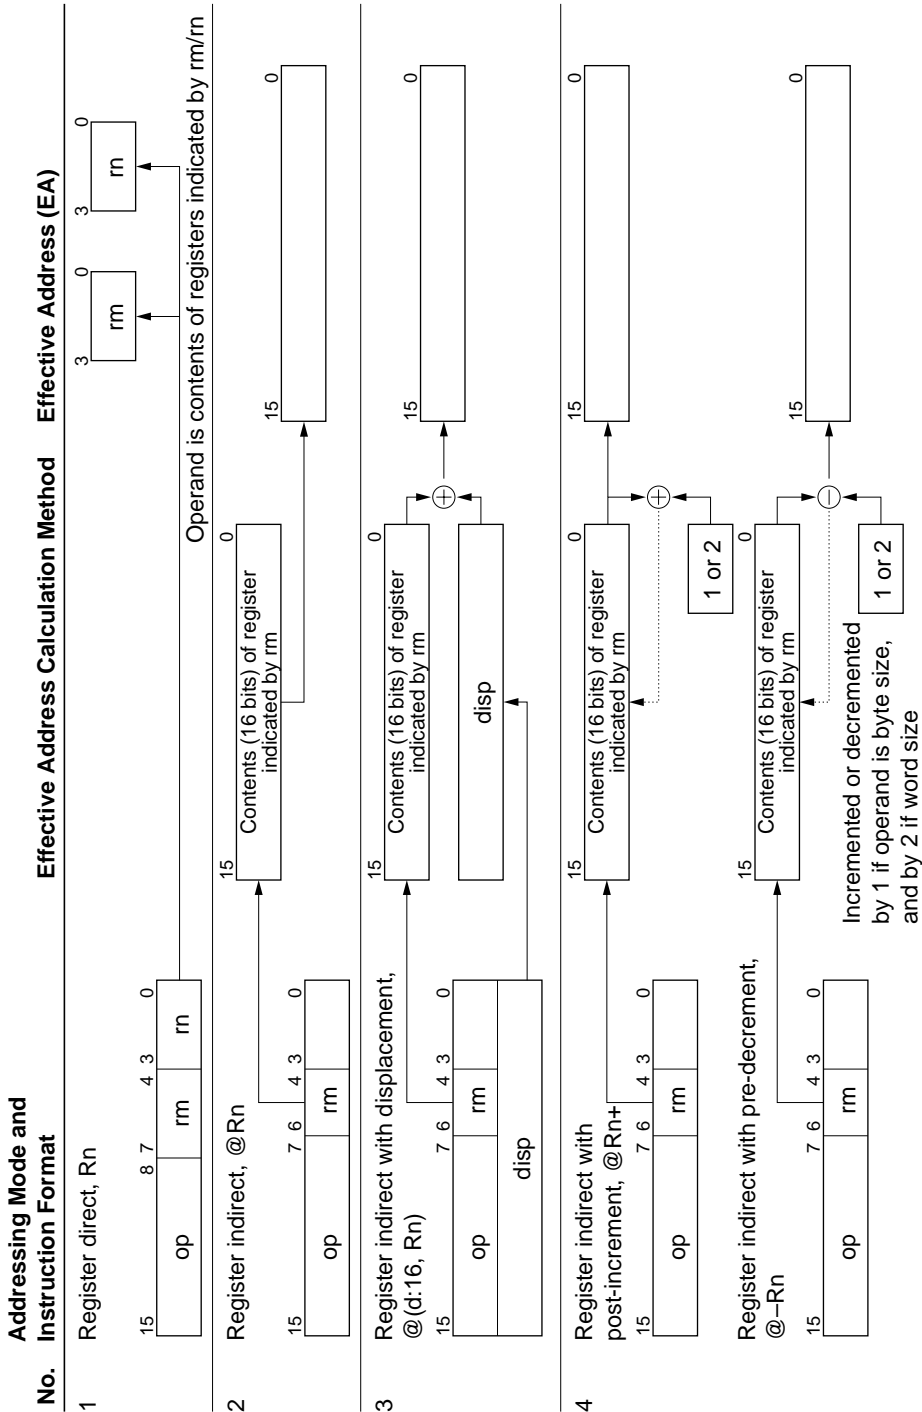 Addressing Mode and
No. Instruction Format Effective Address Calculation Method Effective Address (EA)
1 Register direct, Rn
15 8 7 4 3 0
op rm rn
3 0 3 0
rm rn
Operand is contents of registers indicated by rm/rn
2 Register indirect, @Rn
15 7 6 4 3 0
op rm
15 0
Contents (16 bits) of register
indicated by rm
15 0
3 Register indirect with displacement,
@(d:16, Rn)
15 7 6 4 3 0
op rm
disp
15 0
Contents (16 bits) of register
indicated by rm
disp
15 0
4 Register indirect with
post-increment, @Rn+
15 7 6 4 3 0
op rm
15 0
Contents (16 bits) of register
indicated by rm
1 or 2
15 0
Register indirect with pre-decrement,
@–Rn
15 7 6 4 3 0
op rm
15 0
Contents (16 bits) of register
indicated by rm
1 or 2
15 0
Incremented or decremented
by 1 if operand is byte size,
and by 2 if word size